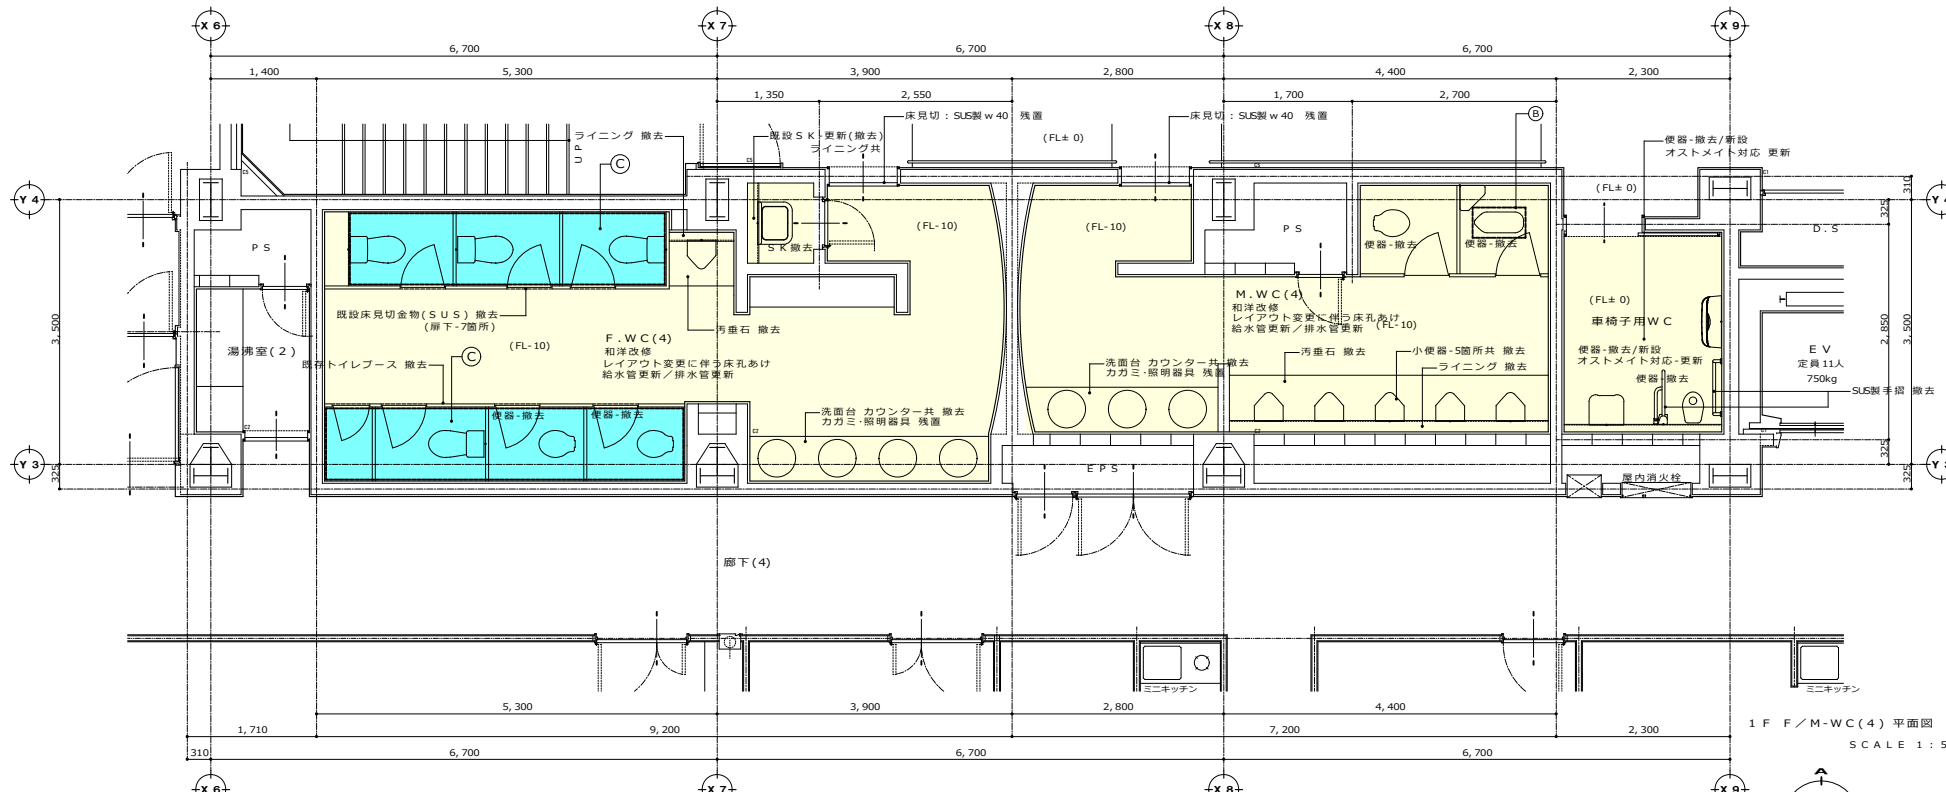 X6
X7
X8
X9
6,700
6,700
6,700
1,400
5,300
3,900
2,800
4,400
2,300
1,350
2,550
1,700
2,700
床見切：SUS製ｗ40　残置
床見切：SUS製ｗ40　残置
B
(FL±0)
ライニング 撤去
既設ＳＫ-更新(撤去)
ライニング共
便器-撤去/新設
オストメイト対応 更新
UP
C
(FL±0)
310
325
Y4
Y4
PS
SK撤去
(FL-10)
(FL-10)
PS
便器-撤去
便器-撤去
D.S
既設床見切金物(ＳＵＳ) 撤去
(扉下-7箇所)
(FL-10)
汚垂石 撤去
F.WC(4)
和洋改修
レイアウト変更に伴う床孔あけ
給水管更新／排水管更新
M.WC(4)
和洋改修
レイアウト変更に伴う床孔あけ
給水管更新／排水管更新
(FL-10)
(FL±0)
車椅子用WC
便器-撤去/新設
オストメイト対応-更新
便器-撤去
湯沸室(2)
既存トイレブース 撤去
C
便器-撤去
便器-撤去
洗面台 カウンター共 撤去
カガミ･照明器具 残置
洗面台 カウンター共 撤去
カガミ･照明器具 残置
汚垂石 撤去
小便器-5箇所共 撤去
ライニング 撤去
EV
定員11人
750kg
SUS製手摺 撤去
3,500
2,850
3,500
325
325
325
Y3
EPS
屋内消火栓
廊下(4)
ミニキッチン
ミニキッチン
5,300
3,900
2,800
4,400
1,710
9,200
7,200
2,300
310
6,700
6,700
6,700
1F F／M-WC(4) 平面図
SCALE 1:5
X6
X7
X8
X9
A